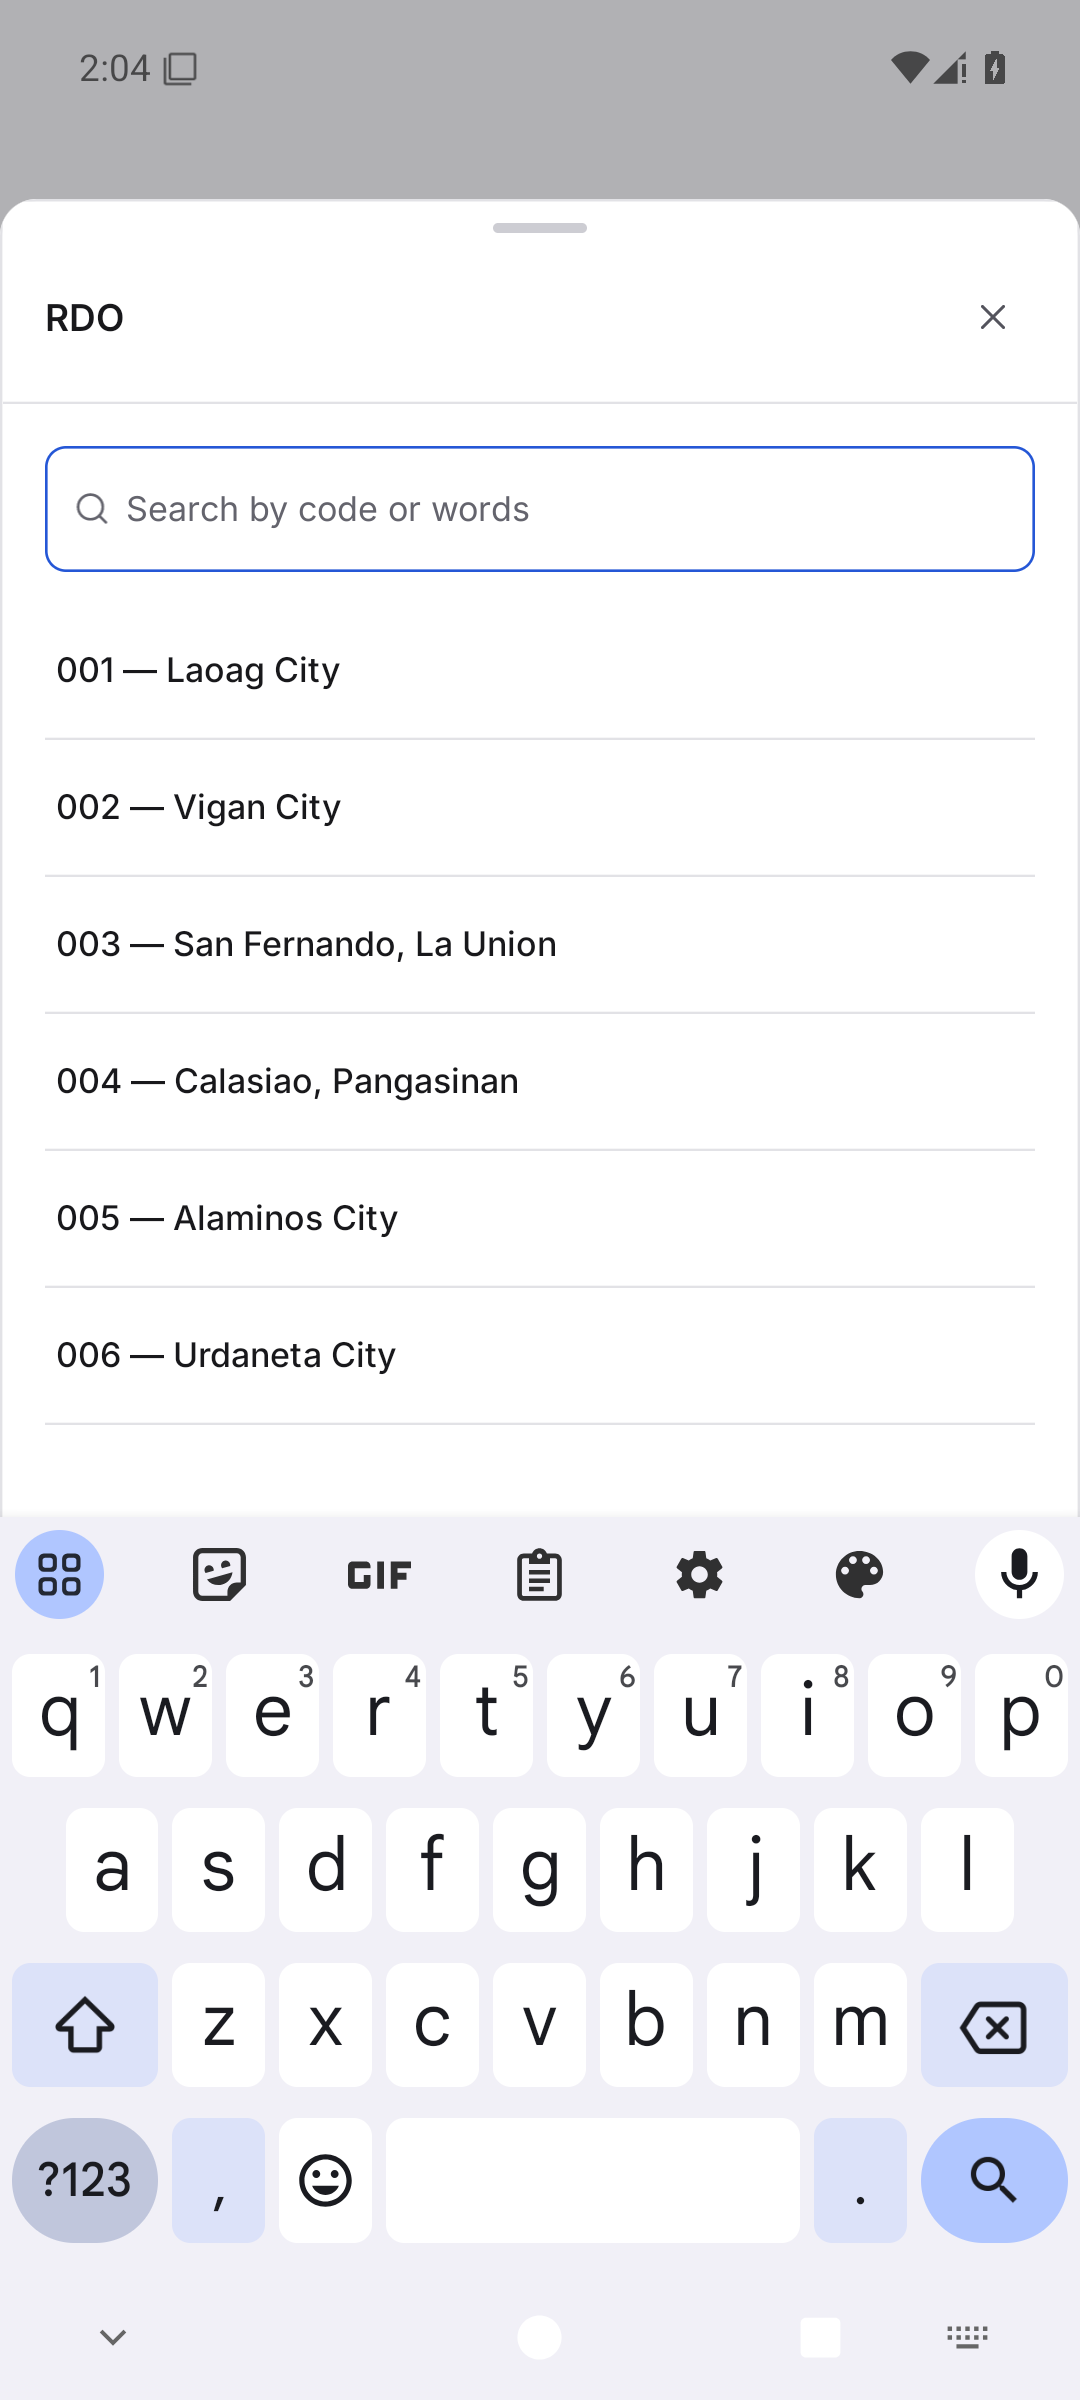 2:04
RDO
Search by code or words
001 — Laoag City
002 — Vigan City
003 — San Fernando, La Union
004 — Calasiao, Pangasinan
005 — Alaminos City
006 — Urdaneta City
GIF
q1 w2 e3 r4 t5 y6 u7 i8 o9 p0
a s d f g h j k l
z x c v b n m
?123 , .